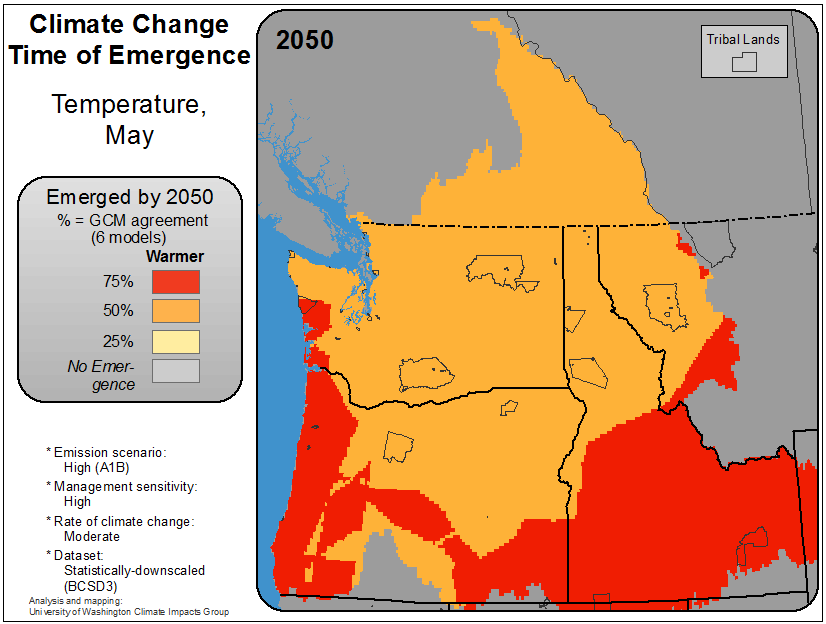 Climate Change
Time of Emergence
Temperature,
May
Emerged by 2050
% = GCM agreement
(6 models)
Warmer
75%
50%
25%
No Emer-
gence
* Emission scenario:
High (A1B)
* Management sensitivity:
High
* Rate of climate change:
Moderate
* Dataset:
Statistically-downscaled
(BCSD3)
Analysis and mapping:
University of Washington Climate Impacts Group
2050
Tribal Lands